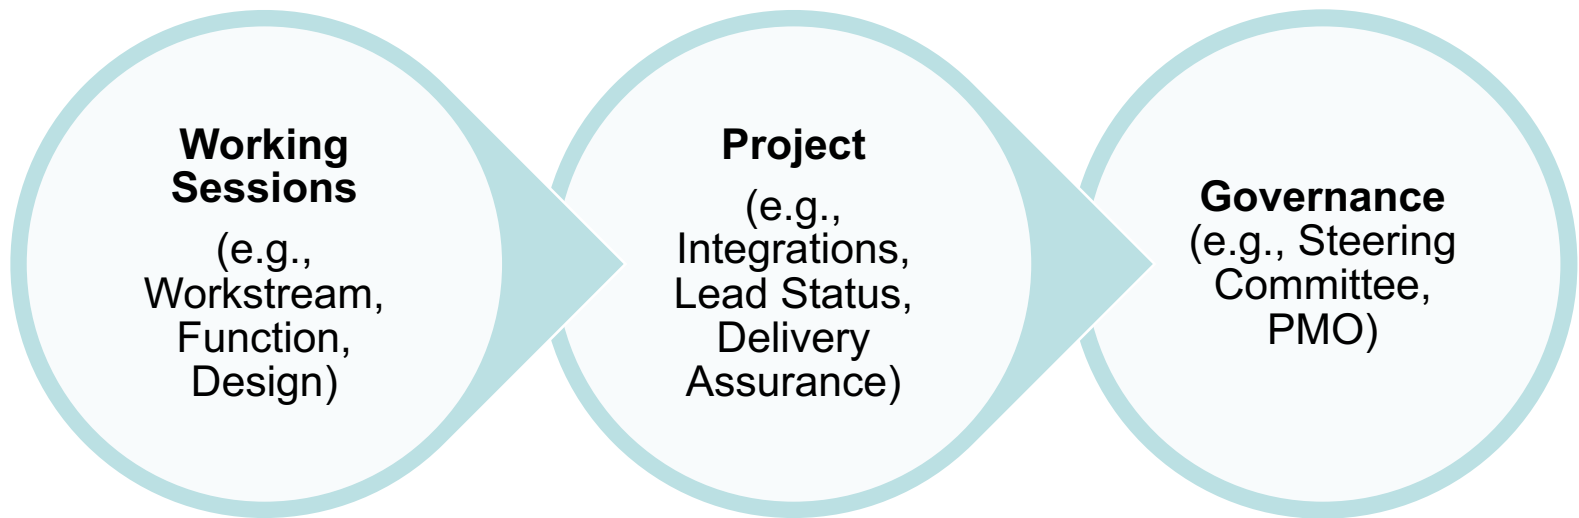 Working
Sessions
(e.g.,
Workstream,
Function,
Design)
Project
(e.g.,
Integrations,
Lead Status,
Delivery
Assurance)
Governance
(e.g., Steering
Committee,
PMO)